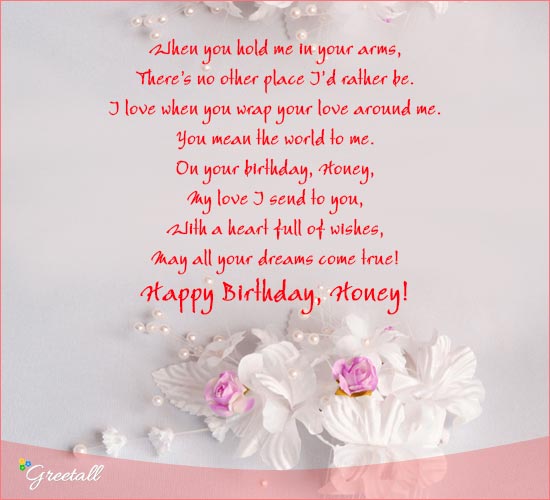 When you hold me in your arms,
There's no other place I'd rather be.
I love when you wrap your love around me.
You mean the world to me.
On your birthday, Honey,
My love I send to you,
With a heart full of wishes,
May all your dreams come true!
Happy Birthday, Honey!
Greetall